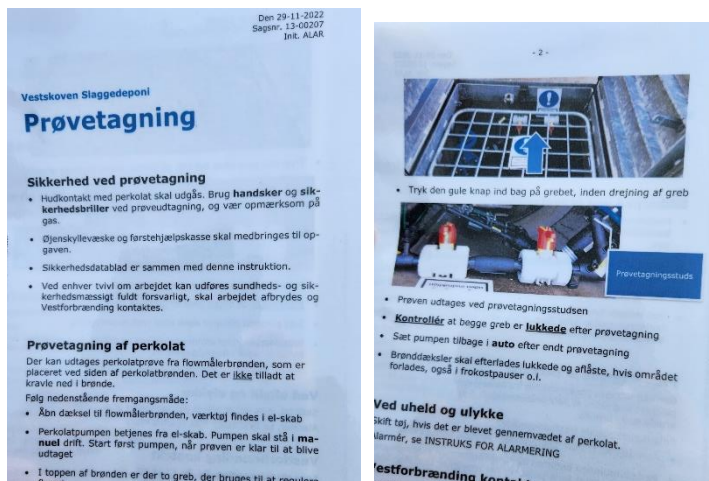 Den 29-11-2022
Sagsnr. 13-00207
Init. ALAR
Vestskoven Slaggedeponi
Prøvetagning
Sikkerhed ved prøvetagning
• Hudkontakt med perkolat skal udgås. Brug handsker og sik-
kerhedsbriller ved prøveudtagning, og vær opmærksom på
gas.
• Øjenskyllevæske og førstehjælpskasse skal medbringes til op-
gaven.
• Sikkerhedsdatablad er sammen med denne instruktion.
• Ved enhver tvivl om arbejdet kan udføres sundheds- og sik-
kerhedsmæssigt fuldt forsvarligt, skal arbejdet afbrydes og
Vestforbrænding kontaktes.
Prøvetagning af perkolat
Der kan udtages perkolatprøve fra flowmålerbrønden, som er
placeret ved siden af perkolatbrønden. Det er ikke tilladt at
kravle ned i brønde.
Følg nedenstående fremgangsmåde:
• Åbn dæksel til flowmålerbrønden, værktøj findes i el-skab
• Perkolatpumpen betjenes fra el-skab. Pumpen skal stå i ma-
nuel drift. Start først pumpen, når prøven er klar til at blive
udtaget
• I toppen af brønden er der to greb, der bruges til at regulere
- 2 -
• Tryk den gule knap ind bag på grebet, inden drejning af greb
Prøvetagningsstuds
• Prøven udtages ved prøvetagningsstudsen
• Kontrollér at begge greb er lukkede efter prøvetagning
• Sæt pumpen tilbage i auto efter endt prøvetagning
• Brønddæksler skal efterlades lukkede og aflåste, hvis området
forlades, også i frokostpauser o.l.
Ved uheld og ulykke
Skift tøj, hvis det er blevet gennemvædet af perkolat.
Alarmér, se INSTRUKS FOR ALARMERING
Vestforbrænding